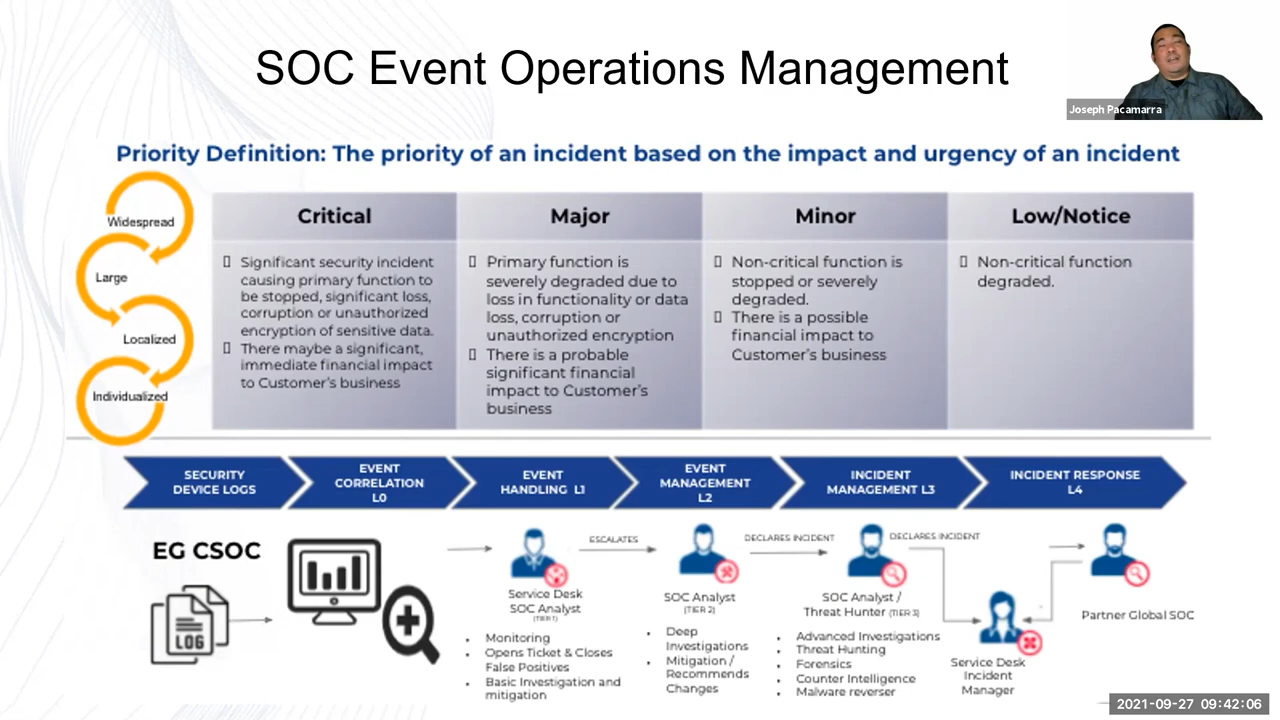 SOC Event Operations Management
Joseph Pacamarra
Priority Definition: The priority of an incident based on the impact and urgency of an incident
Widespread
Large
Localized
Individualized
Critical
Significant security incident
causing primary function to
be stopped, significant loss,
corruption or unauthorized
encryption of sensitive data.
There maybe a significant,
immediate financial impact
to Customer's business
Major
Primary function is
severely degraded due to
loss in functionality or data
loss, corruption or
unauthorized encryption
There is a probable
significant financial
impact to Customer's
business
Minor
Non-critical function is
stopped or severely
degraded.
There is a possible
financial impact to
Customer's business
Low/Notice
Non-critical function
degraded.
SECURITY
DEVICE LOGS
EVENT
CORRELATION
L0
EVENT
HANDLING L1
EVENT
MANAGEMENT
L2
INCIDENT
MANAGEMENT L3
INCIDENT RESPONSE
L4
EG CSOC
LOG
ESCALATES
DECLARES INCIDENT
DECLARES INCIDENT
Service Desk
SOC Analyst
(TIER 1)
• Monitoring
• Opens Ticket & Closes
False Positives
• Basic Investigation and
mitigation
SOC Analyst
(TIER 2)
• Deep
Investigations
• Mitigation /
Recommends
Changes
SOC Analyst /
Threat Hunter (TIER 3)
• Advanced Investigations
• Threat Hunting
• Forensics
• Counter Intelligence
• Malware reverser
Service Desk
Incident
Manager
Partner Global SOC
2021-09-27 09:42:06